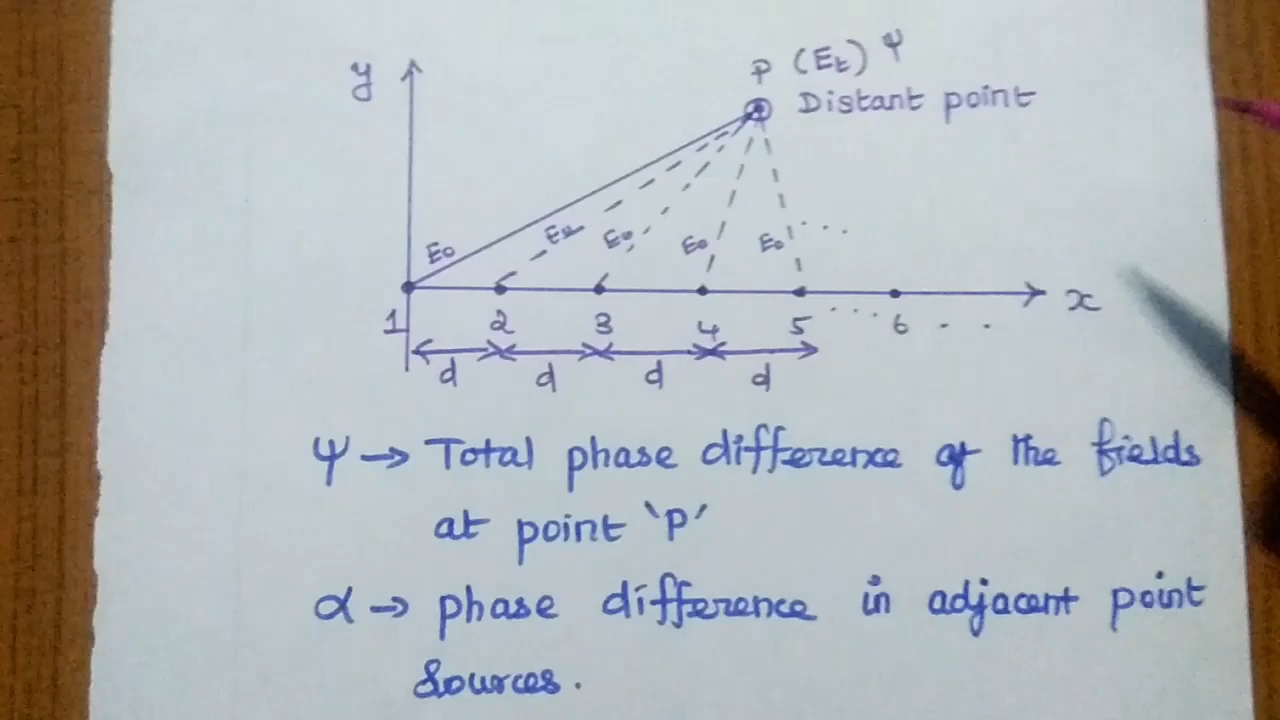 y
P (Et) ψ
Distant point
E0 E0 E0 E0 E0 . . .
x
1 2 3 4 5 . . . 6 . .
d d d d
ψ → Total phase difference of the fields
at point 'P'
α → phase difference in adjacent point
Sources.